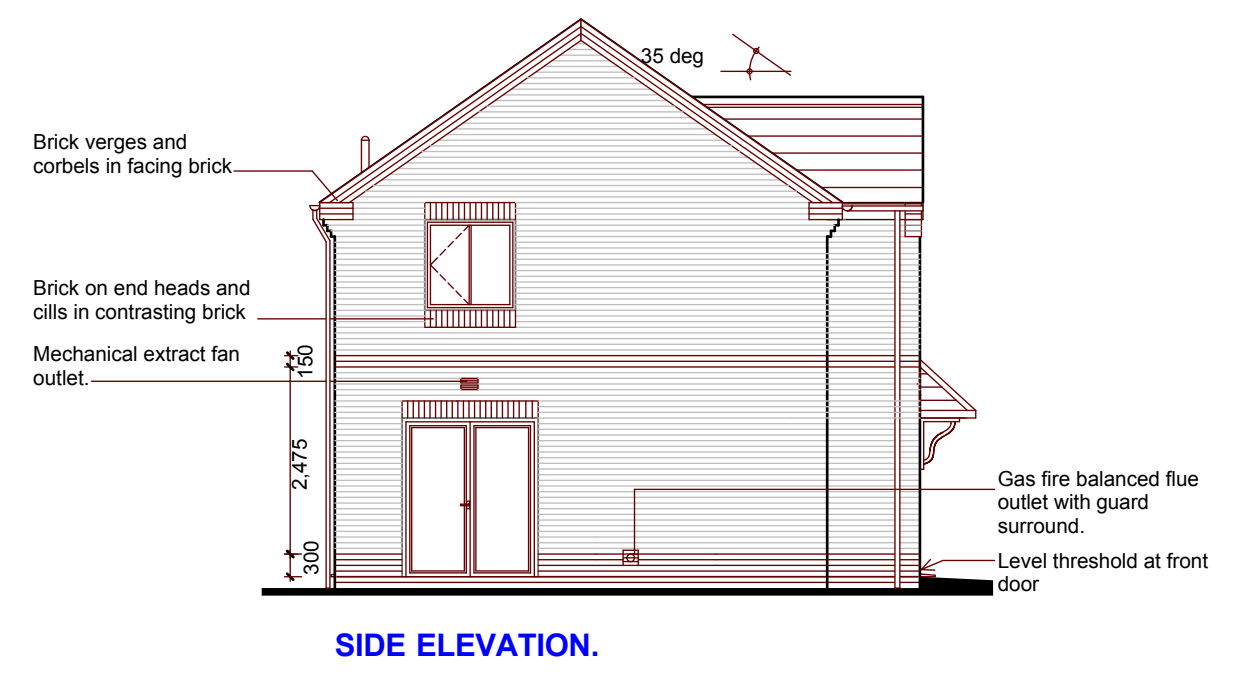 35 deg
Brick verges and
corbels in facing brick
Brick on end heads and
cills in contrasting brick
Mechanical extract fan
outlet.
150
2,475
300
Gas fire balanced flue
outlet with guard
surround.
Level threshold at front
door
SIDE ELEVATION.